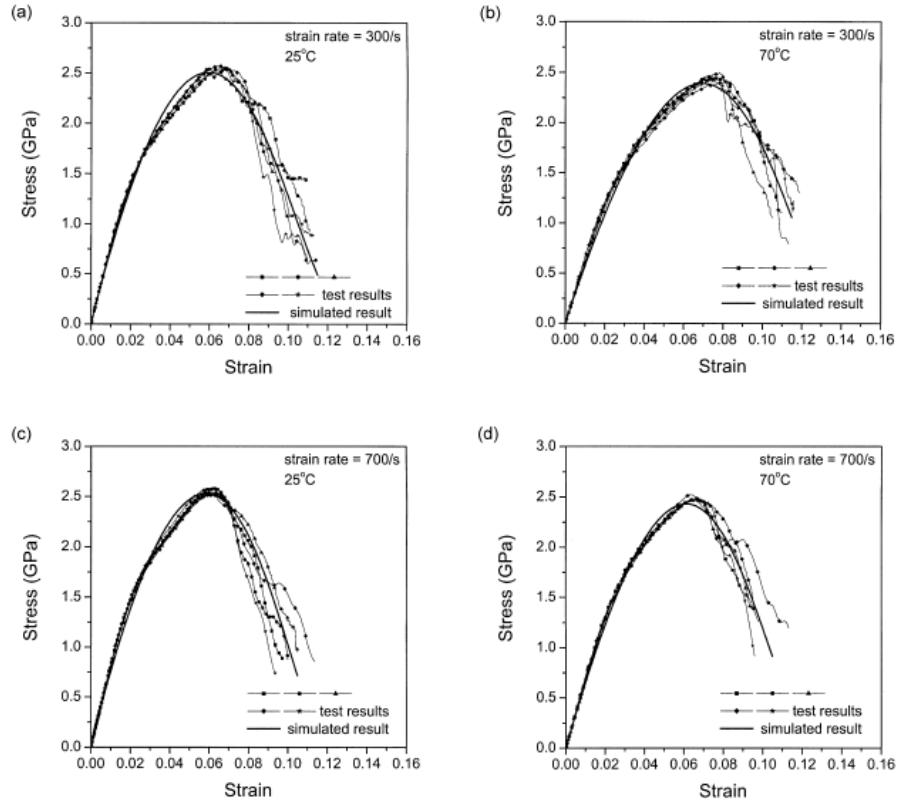 (a)
strain rate = 300/s
25°C
Stress (GPa)
3.0
2.5
2.0
1.5
1.0
0.5
0.0
test results
simulated result
0.00 0.02 0.04 0.06 0.08 0.10 0.12 0.14 0.16
Strain
(b)
strain rate = 300/s
70°C
Stress (GPa)
3.0
2.5
2.0
1.5
1.0
0.5
0.0
test results
simulated result
0.00 0.02 0.04 0.06 0.08 0.10 0.12 0.14 0.16
Strain
(c)
strain rate = 700/s
25°C
Stress (GPa)
3.0
2.5
2.0
1.5
1.0
0.5
0.0
test results
simulated result
0.00 0.02 0.04 0.06 0.08 0.10 0.12 0.14 0.16
Strain
(d)
strain rate = 700/s
70°C
Stress (GPa)
3.0
2.5
2.0
1.5
1.0
0.5
0.0
test results
simulated result
0.00 0.02 0.04 0.06 0.08 0.10 0.12 0.14 0.16
Strain